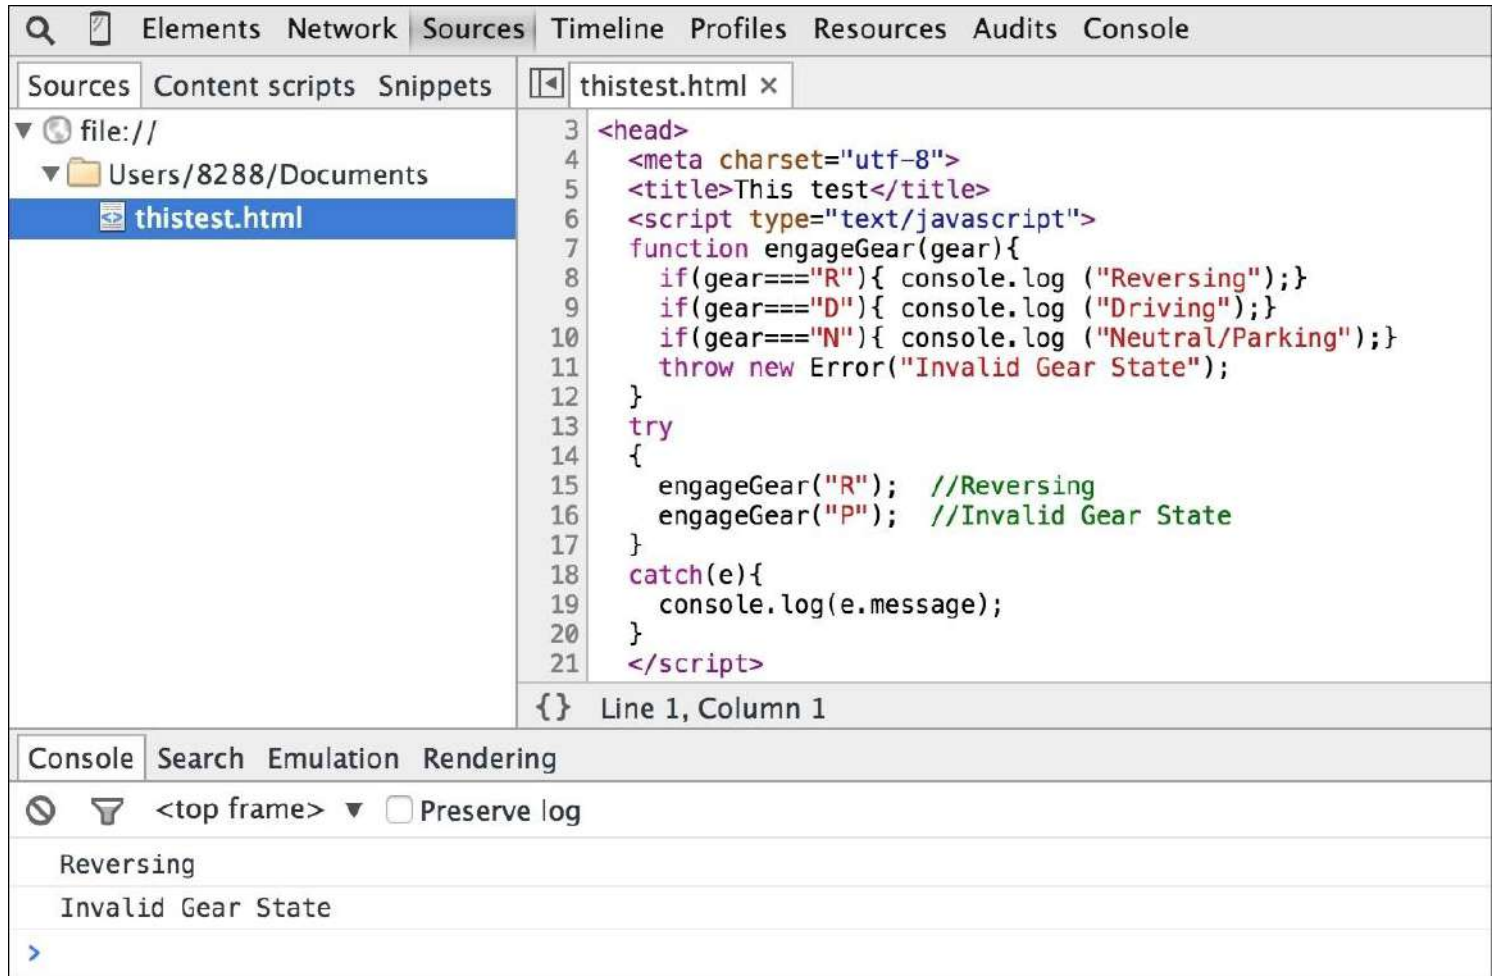 Elements Network Sources Timeline Profiles Resources Audits Console
Sources Content scripts Snippets
thistest.html ×
file://
Users/8288/Documents
thistest.html
3 <head>
4 <meta charset="utf-8">
5 <title>This test</title>
6 <script type="text/javascript">
7 function engageGear(gear){
8 if(gear==="R"){ console.log ("Reversing");}
9 if(gear==="D"){ console.log ("Driving");}
10 if(gear==="N"){ console.log ("Neutral/Parking");}
11 throw new Error("Invalid Gear State");
12 }
13 try
14 {
15 engageGear("R"); //Reversing
16 engageGear("P"); //Invalid Gear State
17 }
18 catch(e){
19 console.log(e.message);
20 }
21 </script>
{} Line 1, Column 1
Console Search Emulation Rendering
<top frame> ▼ Preserve log
Reversing
Invalid Gear State
>